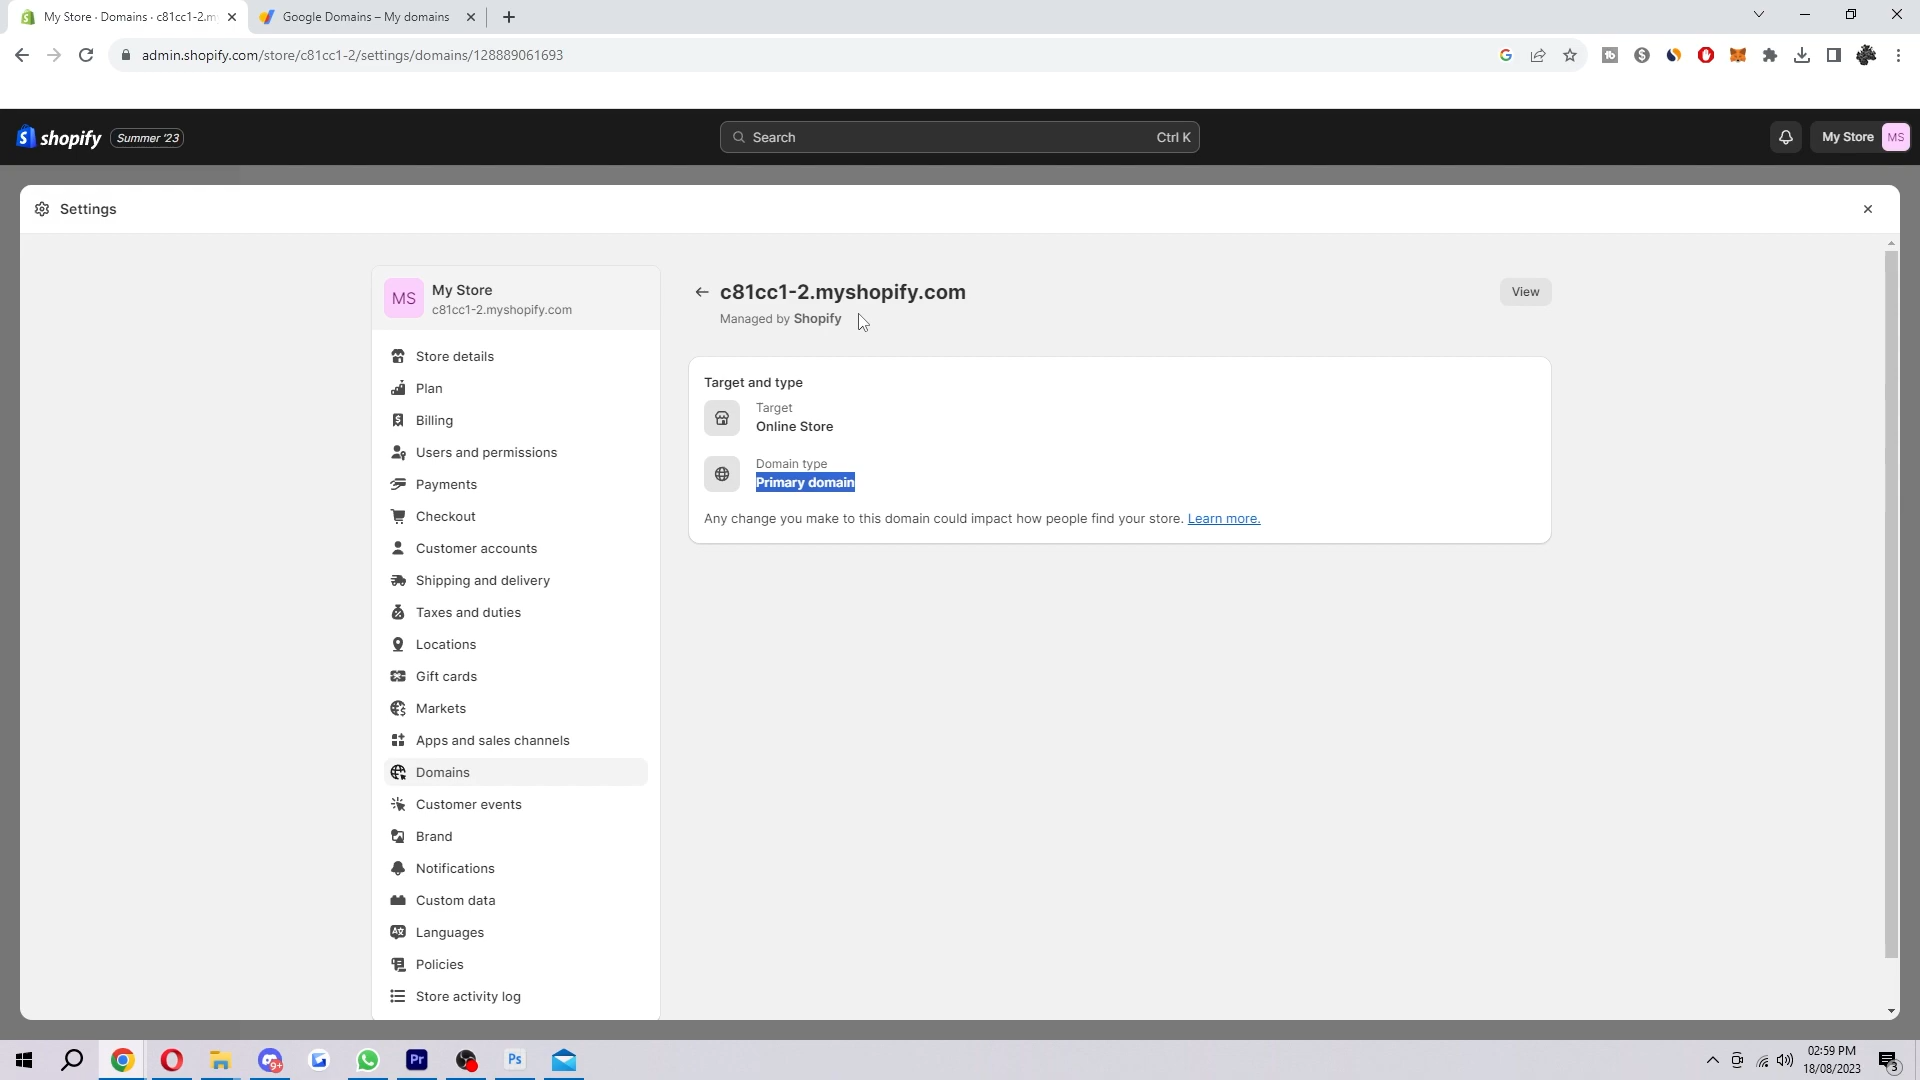 My Store · Domains · c81cc1-2.m
Google Domains – My domains
admin.shopify.com/store/c81cc1-2/settings/domains/128889061693
shopify Summer '23
Search
Ctrl K
My Store MS
Settings
MS
My Store
c81cc1-2.myshopify.com
Store details
Plan
Billing
Users and permissions
Payments
Checkout
Customer accounts
Shipping and delivery
Taxes and duties
Locations
Gift cards
Markets
Apps and sales channels
Domains
Customer events
Brand
Notifications
Custom data
Languages
Policies
Store activity log
c81cc1-2.myshopify.com
Managed by Shopify
View
Target and type
Target
Online Store
Domain type
Primary domain
Any change you make to this domain could impact how people find your store. Learn more.
9+
Pr
Ps
02:59 PM
18/08/2023
3